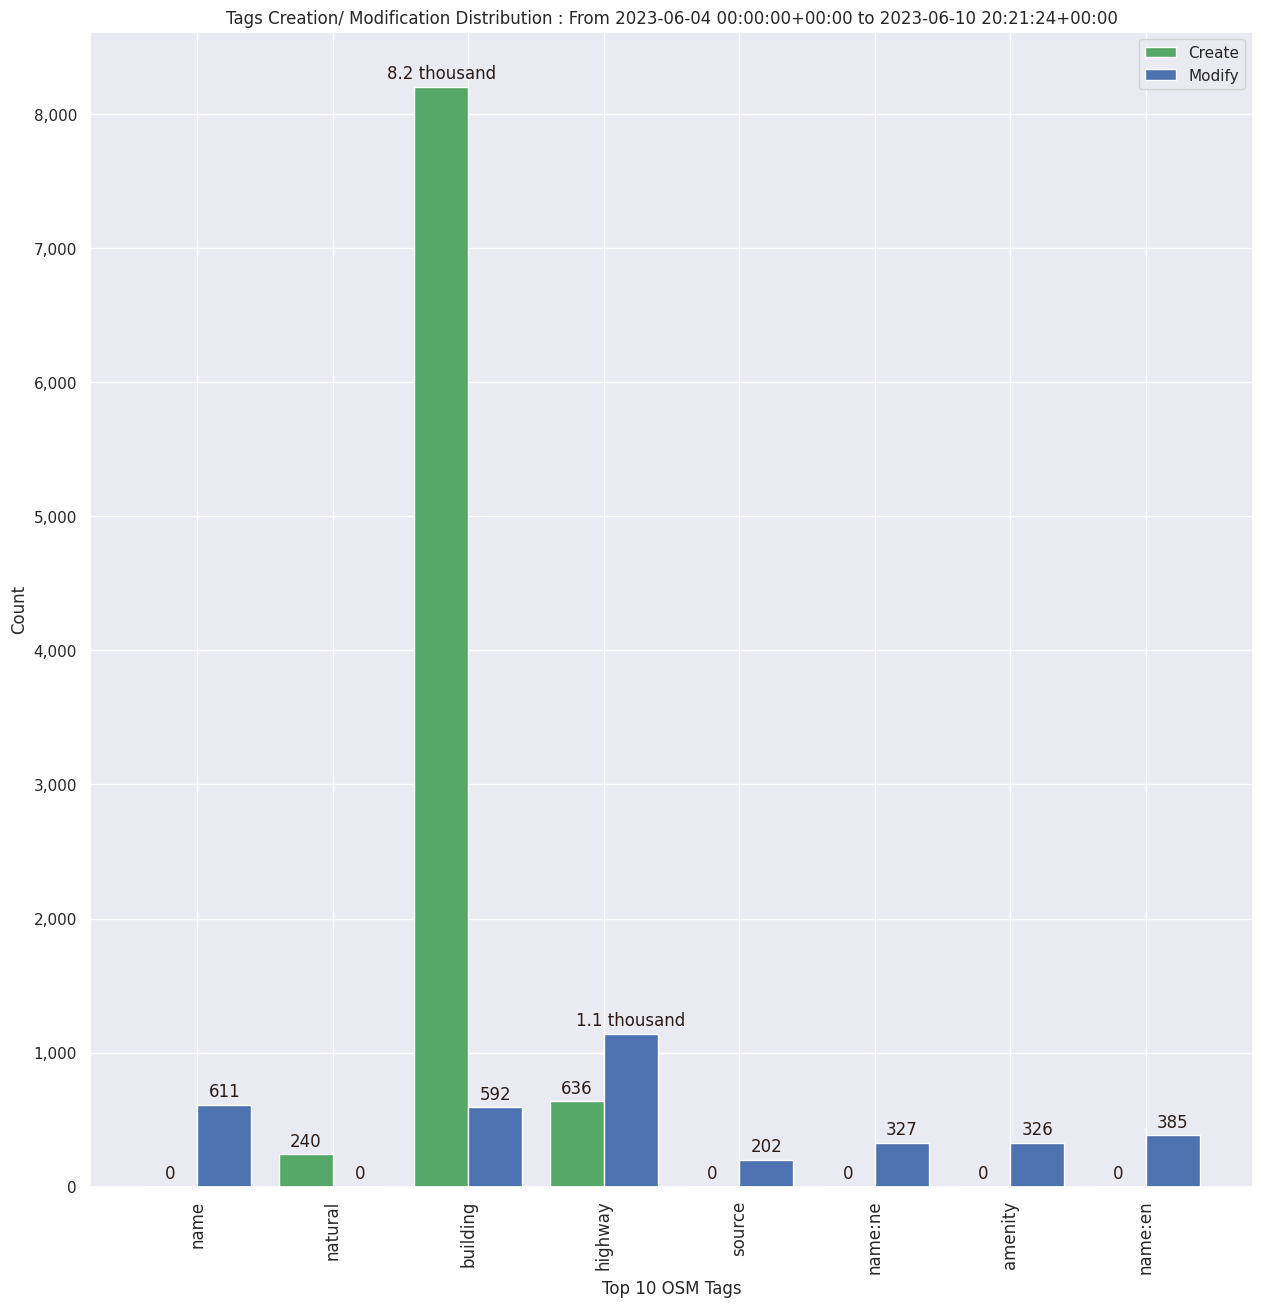 Tags Creation/ Modification Distribution : From 2023-06-04 00:00:00+00:00 to 2023-06-10 20:21:24+00:00
Create
Modify
8.2 thousand
8,000
7,000
6,000
5,000
4,000
3,000
2,000
1,000
0
Count
1.1 thousand
611
240
592
636
202
327
326
385
0
0
0
0
0
0
name
natural
building
highway
source
name:ne
amenity
name:en
Top 10 OSM Tags